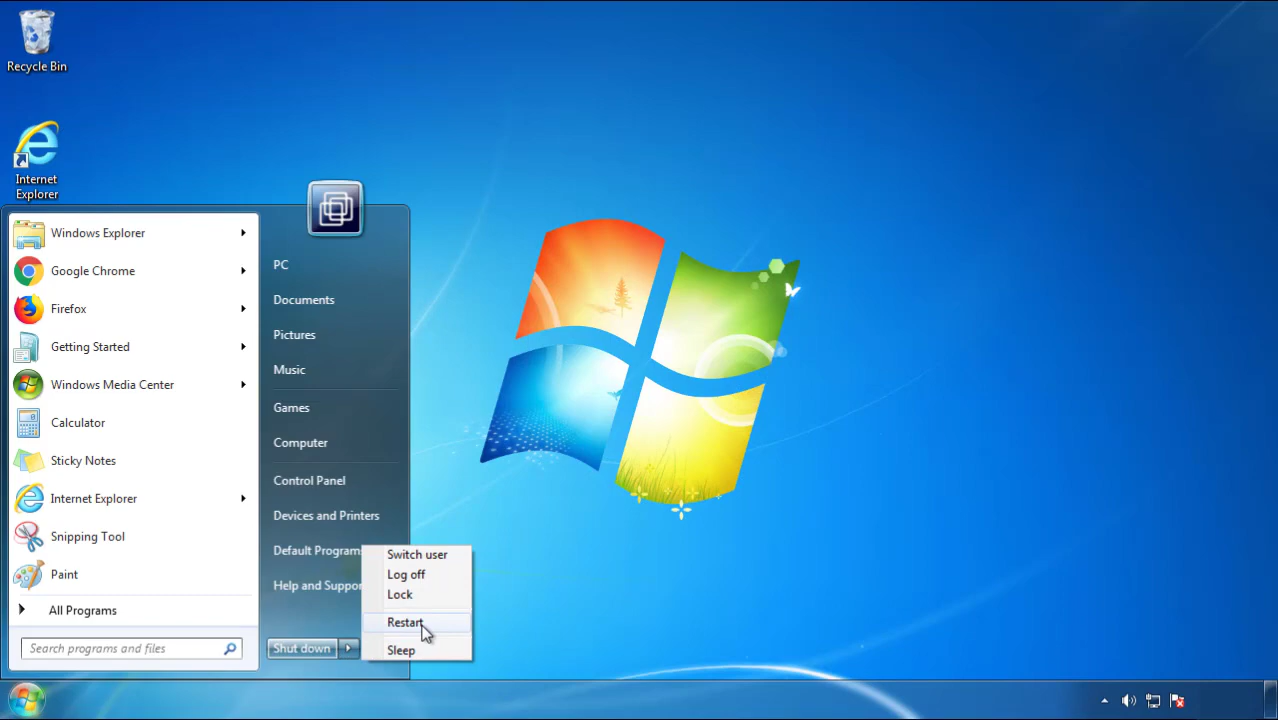 Recycle Bin
Internet
Explorer
Windows Explorer
Google Chrome
Firefox
Getting Started
Windows Media Center
Calculator
Sticky Notes
Internet Explorer
Snipping Tool
Paint
All Programs
Search programs and files
PC
Documents
Pictures
Music
Games
Computer
Control Panel
Devices and Printers
Default Program
Help and Suppor
Shut down
Switch user
Log off
Lock
Restart
Sleep